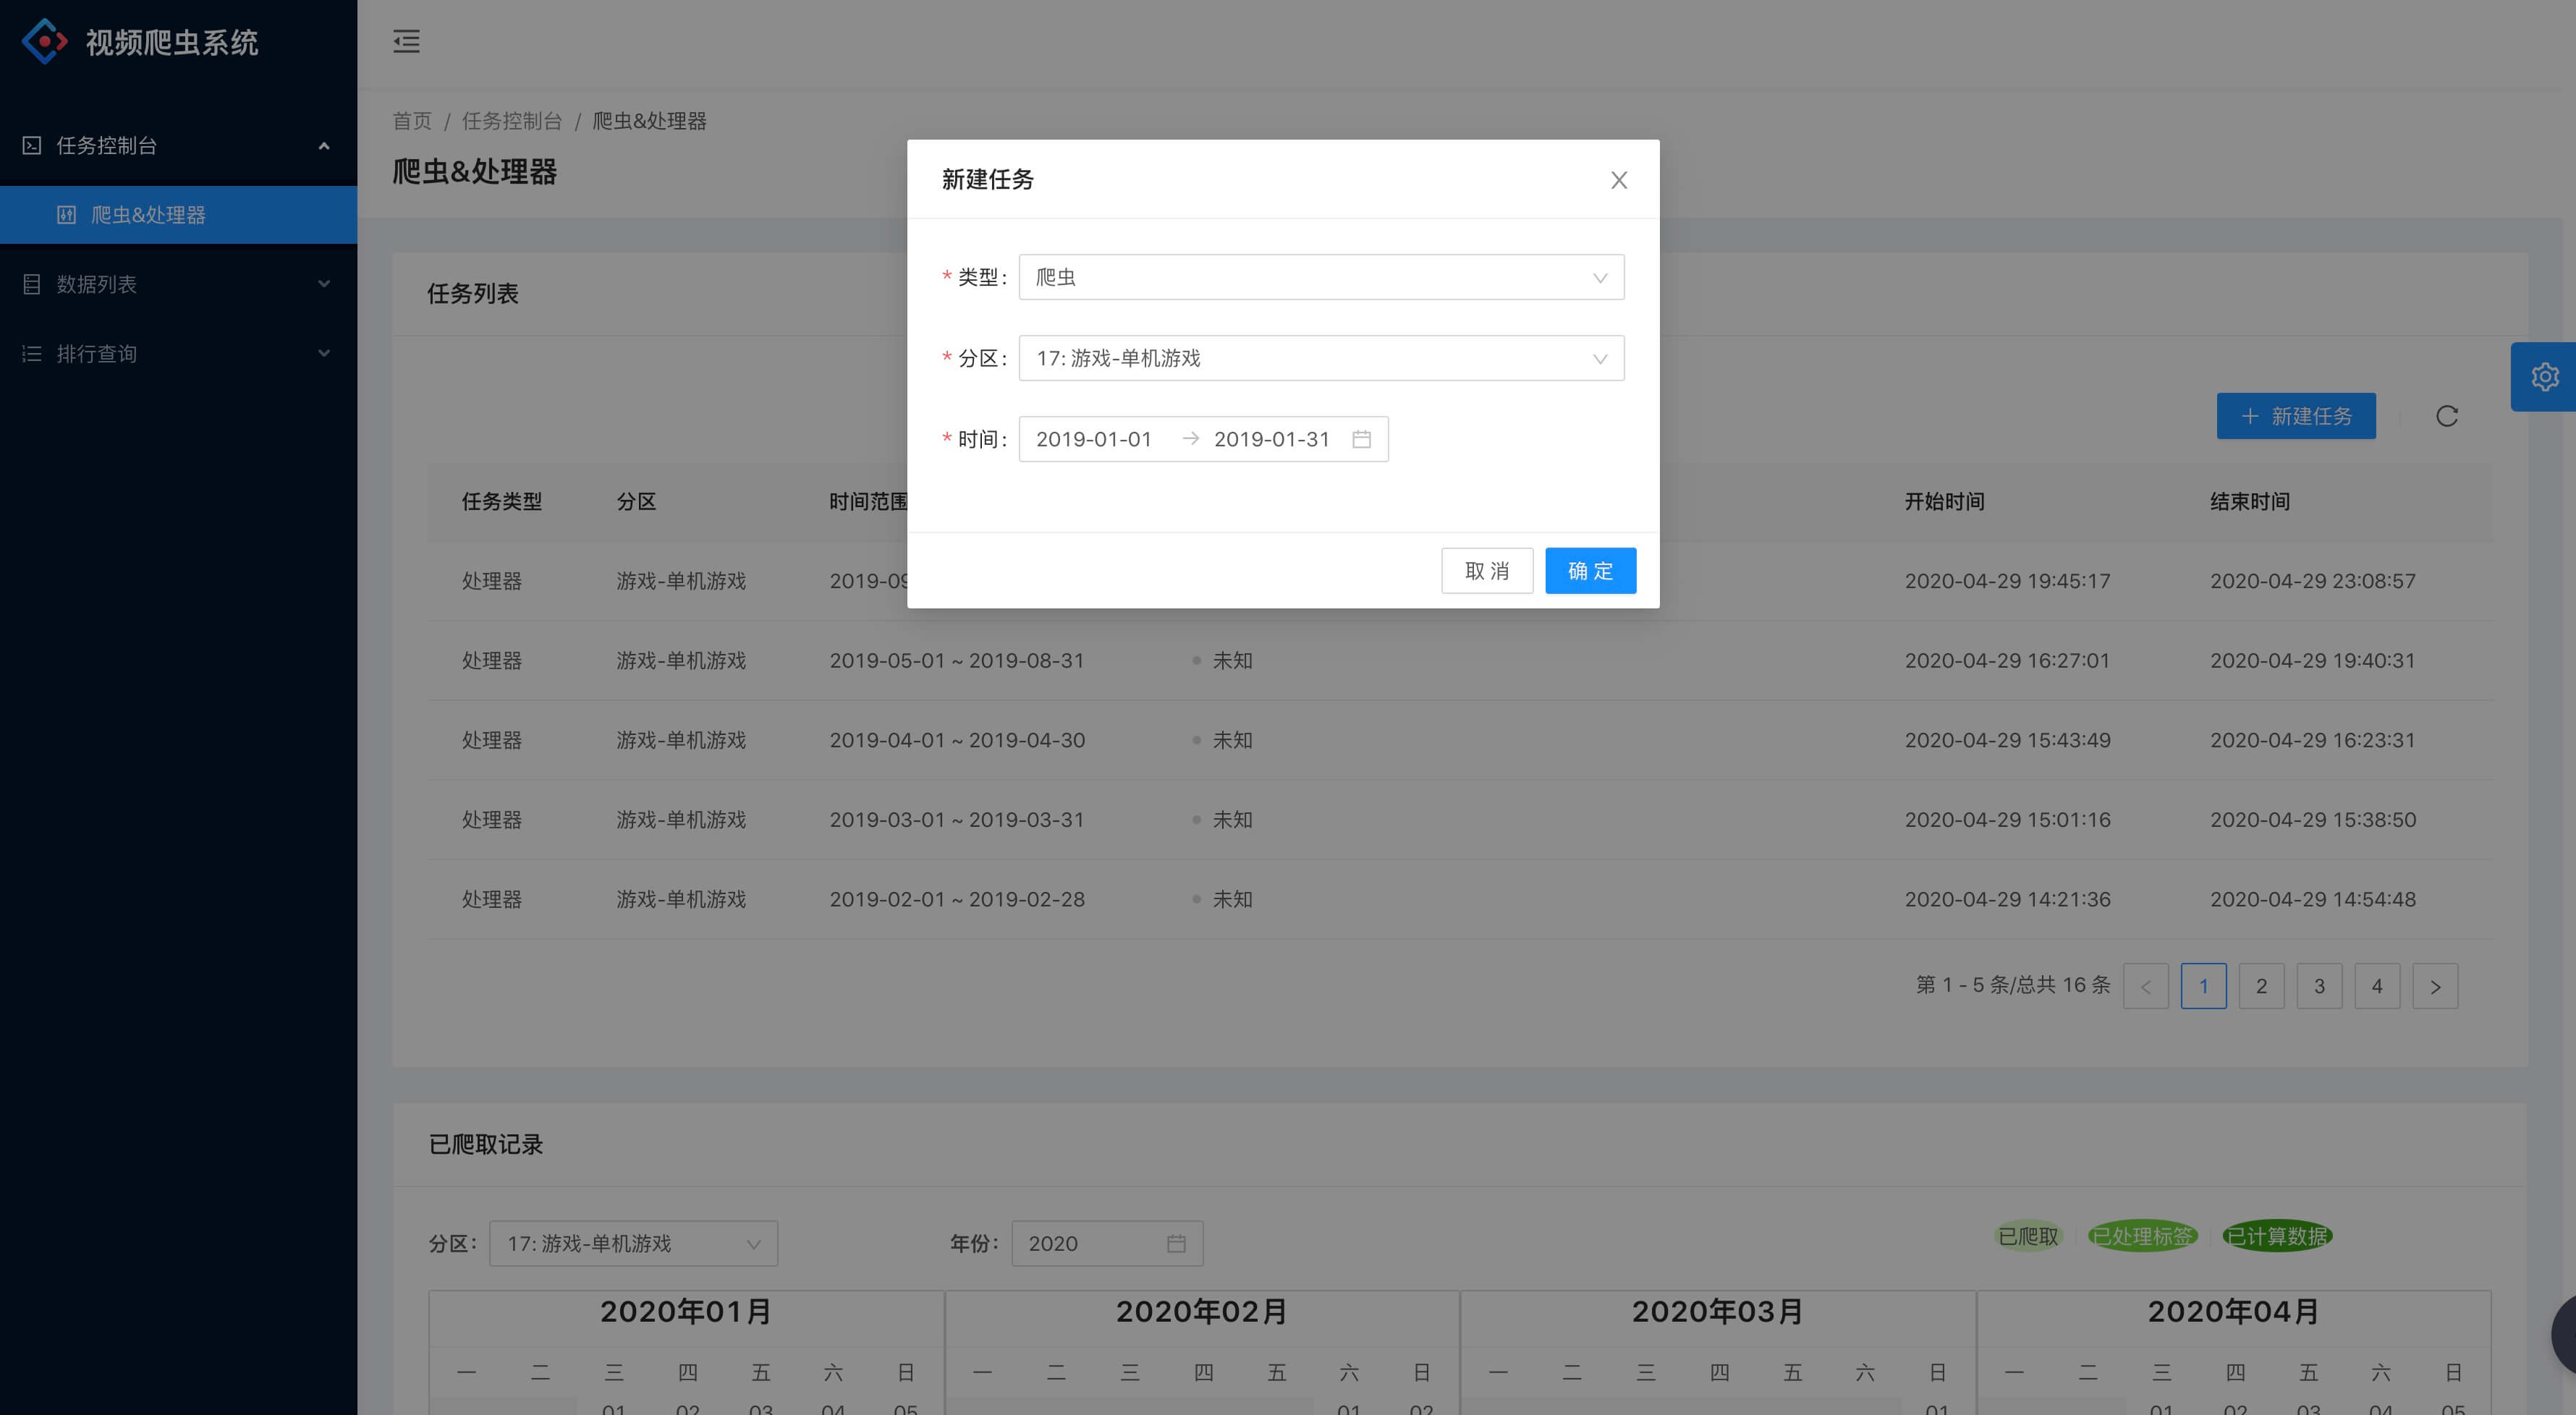 视频爬虫系统
任务控制台
爬虫&处理器
数据列表
排行查询
首页 / 任务控制台 / 爬虫&处理器
爬虫&处理器
新建任务
* 类型:
爬虫
* 分区:
17: 游戏-单机游戏
* 时间:
2019-01-01 → 2019-01-31
取 消
确 定
任务列表
+ 新建任务
任务类型 分区 时间范围 开始时间 结束时间
处理器 游戏-单机游戏 2019-09 2020-04-29 19:45:17 2020-04-29 23:08:57
处理器 游戏-单机游戏 2019-05-01 ~ 2019-08-31 未知 2020-04-29 16:27:01 2020-04-29 19:40:31
处理器 游戏-单机游戏 2019-04-01 ~ 2019-04-30 未知 2020-04-29 15:43:49 2020-04-29 16:23:31
处理器 游戏-单机游戏 2019-03-01 ~ 2019-03-31 未知 2020-04-29 15:01:16 2020-04-29 15:38:50
处理器 游戏-单机游戏 2019-02-01 ~ 2019-02-28 未知 2020-04-29 14:21:36 2020-04-29 14:54:48
第 1 - 5 条/总共 16 条 < 1 2 3 4 >
已爬取记录
分区: 17: 游戏-单机游戏 年份: 2020 已爬取 已处理标签 已计算数据
2020年01月 2020年02月 2020年03月 2020年04月
一 二 三 四 五 六 日 一 二 三 四 五 六 日 一 二 三 四 五 六 日 一 二 三 四 五 六 日
01 02 03 04 05 01 02 01 01 02 03 04 05